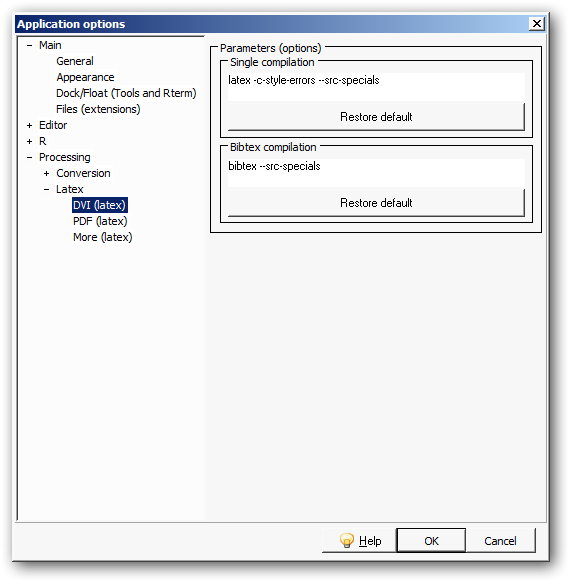 Application options
Main
General
Appearance
Dock/Float (Tools and Rterm)
Files (extensions)
Editor
R
Processing
Conversion
Latex
DVI (latex)
PDF (latex)
More (latex)
Parameters (options)
Single compilation
latex -c-style-errors --src-specials
Restore default
Bibtex compilation
bibtex --src-specials
Restore default
Help
OK
Cancel